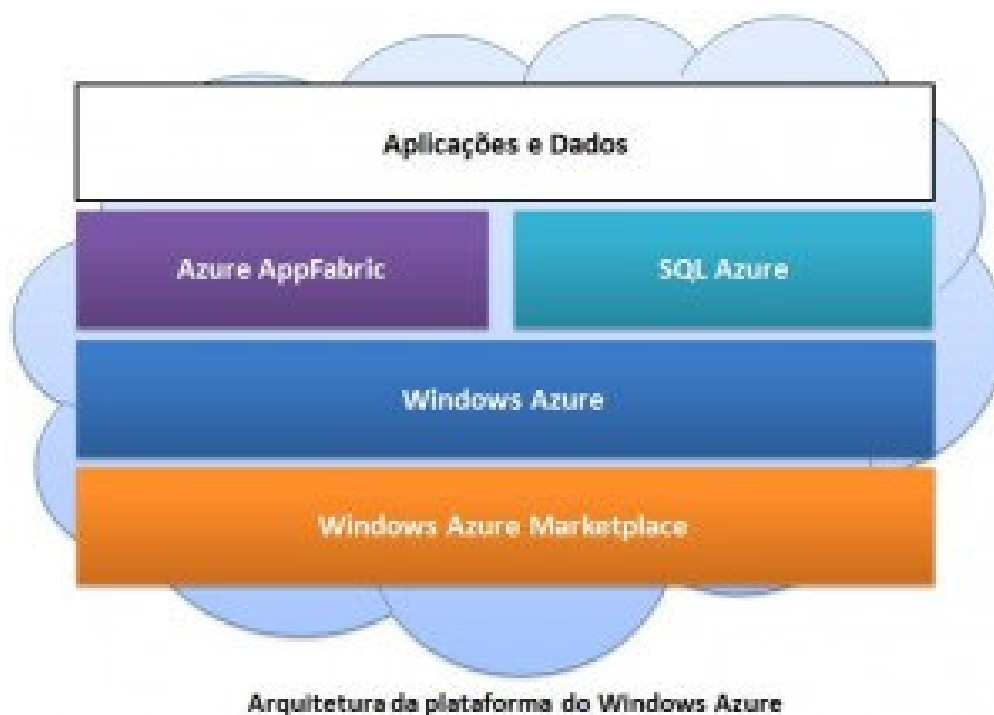 Aplicações e Dados
Azure AppFabric
SQL Azure
Windows Azure
Windows Azure Marketplace
Arquitetura da plataforma do Windows Azure